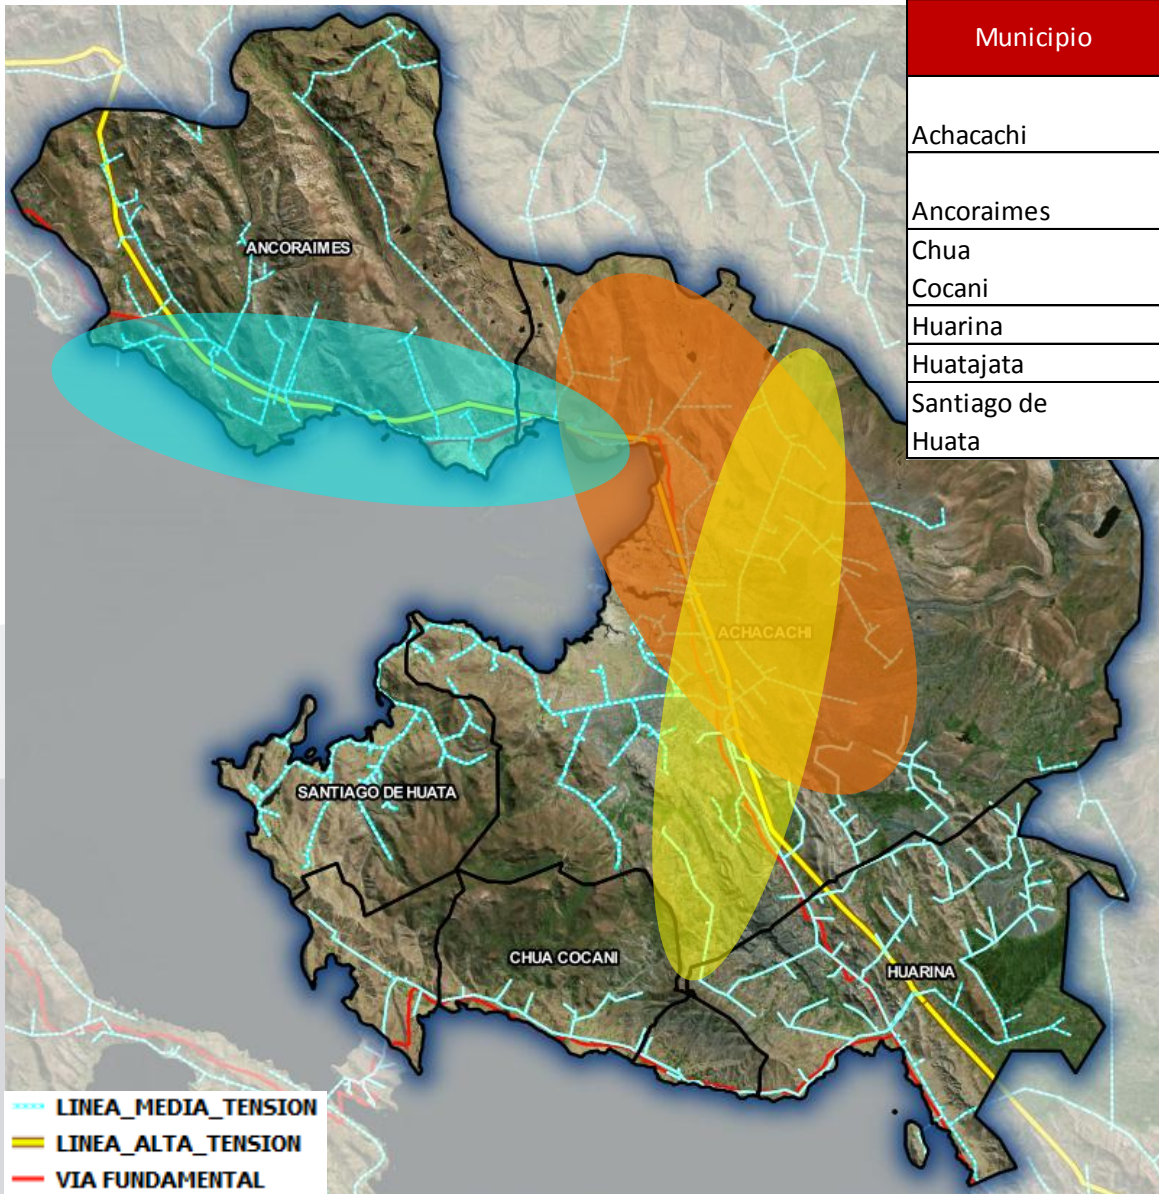 Municipio
Achacachi
Ancoraimes
Chua
Cocani
Huarina
Huatajata
Santiago de
Huata
ANCORAIMES
ACHACACHI
SANTIAGO DE HUATA
CHUA COCANI
HUARINA
LINEA_MEDIA_TENSION
LINEA_ALTA_TENSION
VIA FUNDAMENTAL